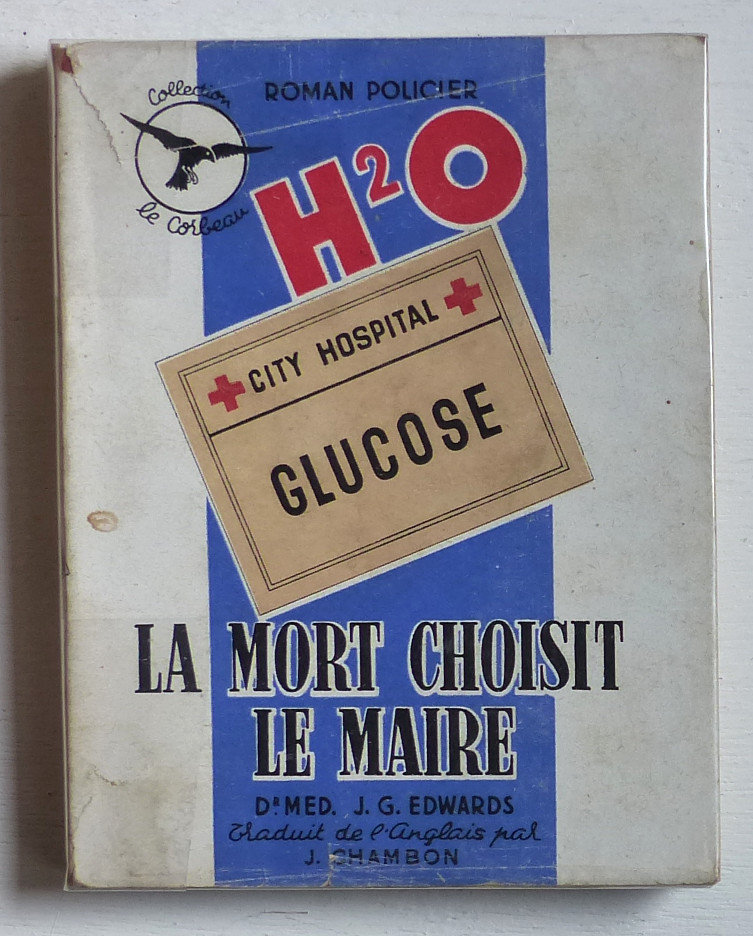 Collection
le Corbeau
ROMAN POLICIER
H2O
CITY HOSPITAL
GLUCOSE
LA MORT CHOISIT
LE MAIRE
DR MED. J. G. EDWARDS
Traduit de l'Anglais par
J. CHAMBON